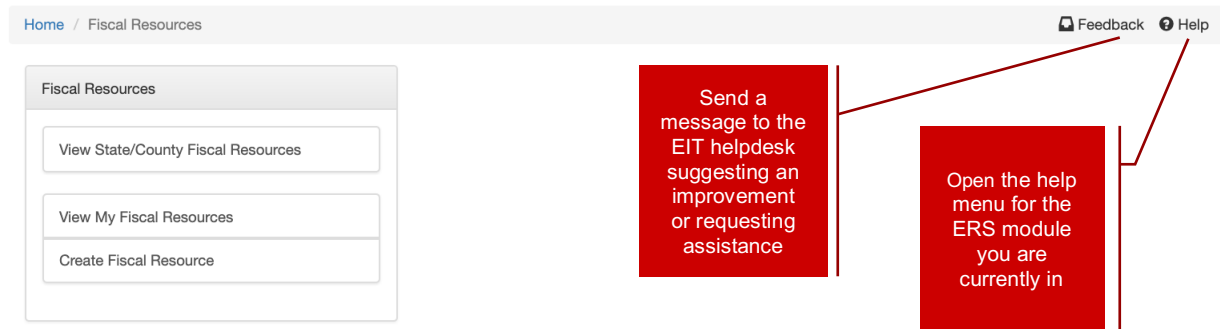 Home / Fiscal Resources
Feedback
Help
Fiscal Resources
View State/County Fiscal Resources
View My Fiscal Resources
Create Fiscal Resource
Send a
message to the
EIT helpdesk
suggesting an
improvement
or requesting
assistance
Open the help
menu for the
ERS module
you are
currently in